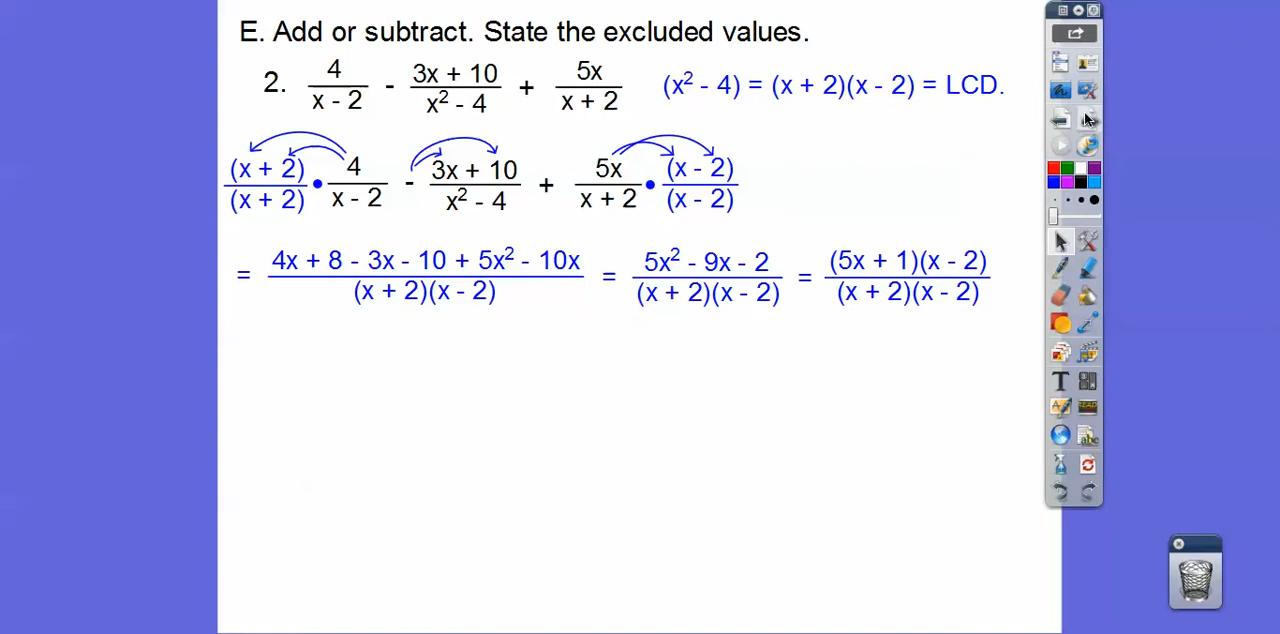 E. Add or subtract. State the excluded values.
2. 4/(x - 2) - (3x + 10)/(x² - 4) + 5x/(x + 2) (x² - 4) = (x + 2)(x - 2) = LCD.
(x + 2)/(x + 2) • 4/(x - 2) - (3x + 10)/(x² - 4) + 5x/(x + 2) • (x - 2)/(x - 2)
= (4x + 8 - 3x - 10 + 5x² - 10x)/((x + 2)(x - 2)) = (5x² - 9x - 2)/((x + 2)(x - 2)) = ((5x + 1)(x - 2))/((x + 2)(x - 2))